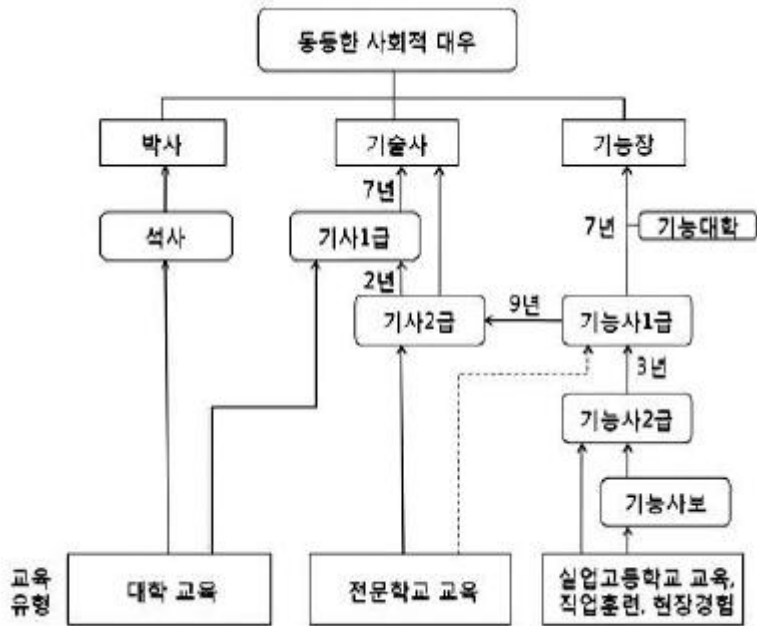 동등한 사회적 대우
박사
기술사
기능장
7년
석사
기사1급
7년
기능대학
2년
기사2급
9년
기능사1급
3년
기능사2급
기능사보
교육
유형
대학 교육
전문학교 교육
실업고등학교 교육,
직업훈련, 현장경험